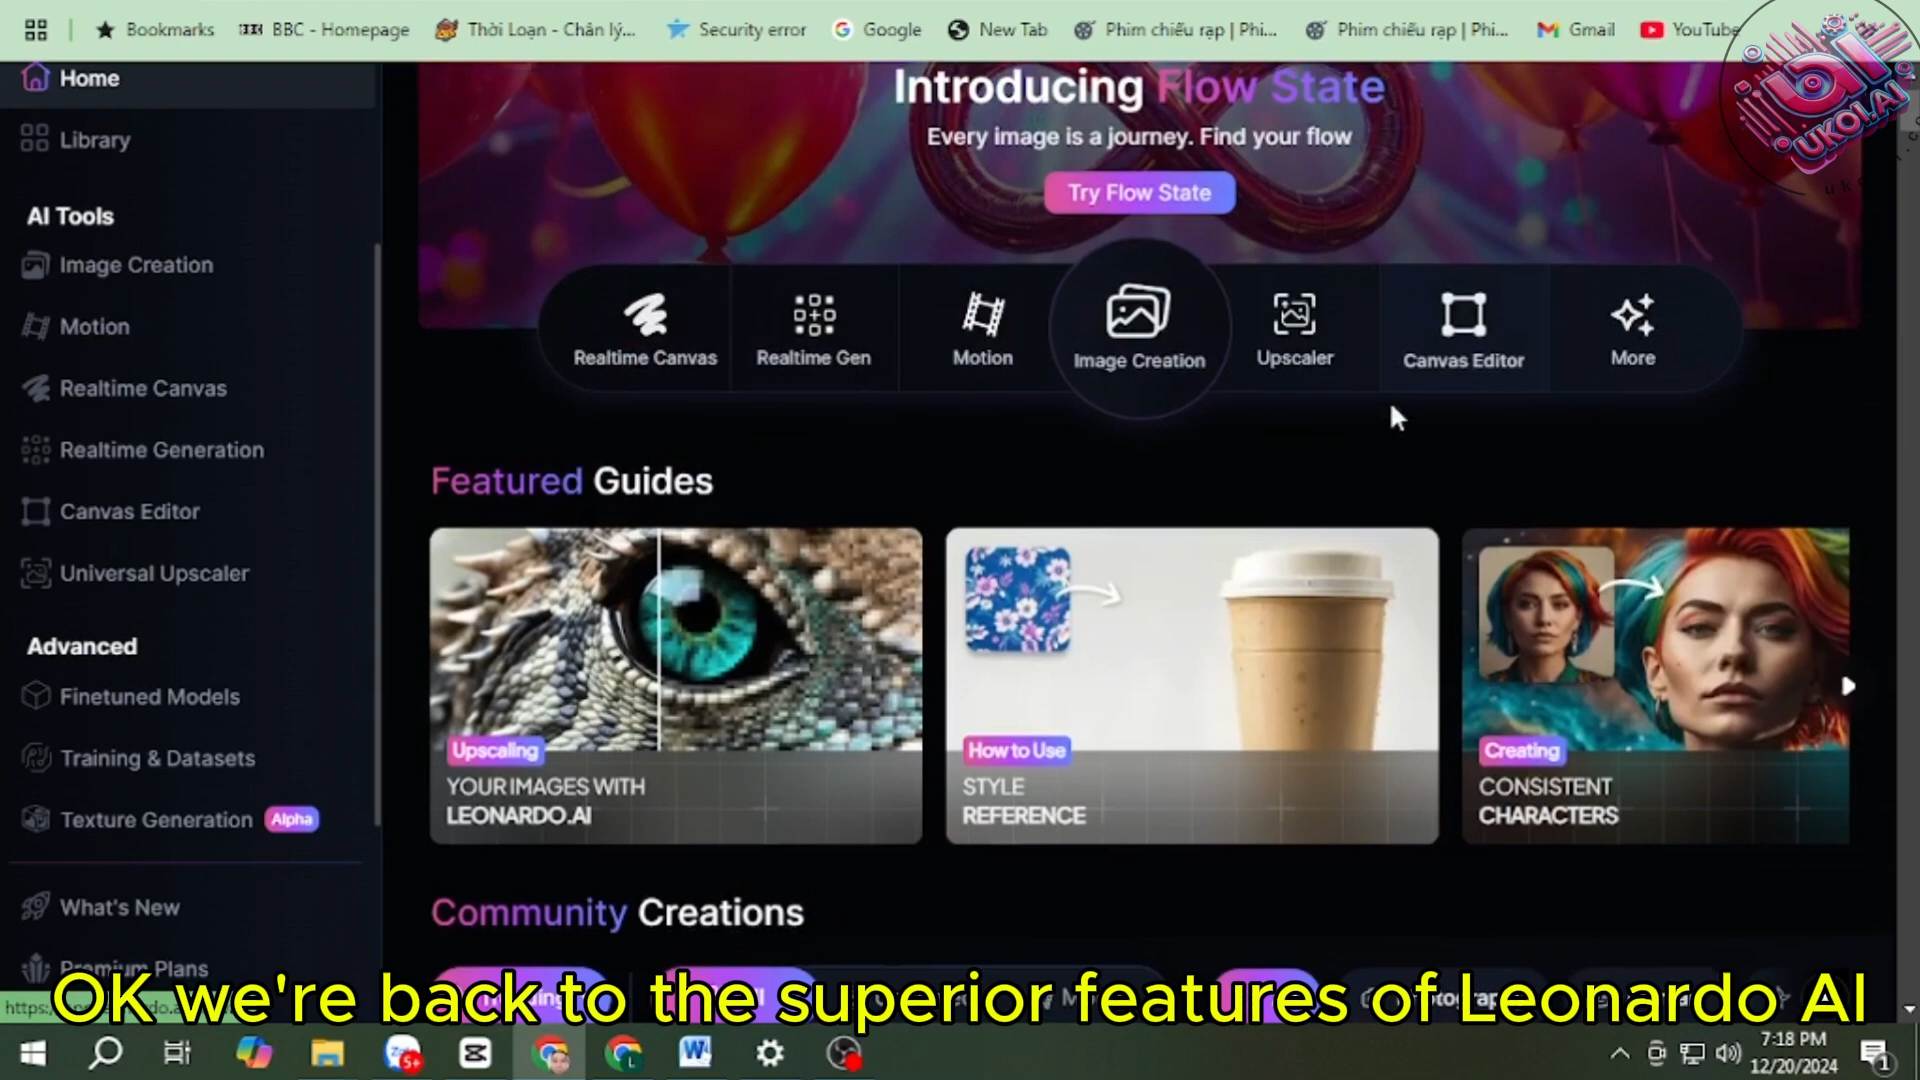 Bookmarks
BBC - Homepage
Thời Loạn - Chân lý...
Security error
Google
New Tab
Phim chiếu rạp | Phi...
Phim chiếu rạp | Phi...
Gmail
YouTube
ai
UKOI.AI
Home
Library
AI Tools
Image Creation
Motion
Realtime Canvas
Realtime Generation
Canvas Editor
Universal Upscaler
Advanced
Finetuned Models
Training & Datasets
Texture Generation Alpha
What's New
Premium Plans
Introducing Flow State
Every image is a journey. Find your flow
Try Flow State
Realtime Canvas
Realtime Gen
Motion
Image Creation
Upscaler
Canvas Editor
More
Featured Guides
Upscaling
YOUR IMAGES WITH
LEONARDO.AI
How to Use
STYLE
REFERENCE
Creating
CONSISTENT
CHARACTERS
Community Creations
OK we're back to the superior features of Leonardo AI
7:18 PM
12/20/2024
1